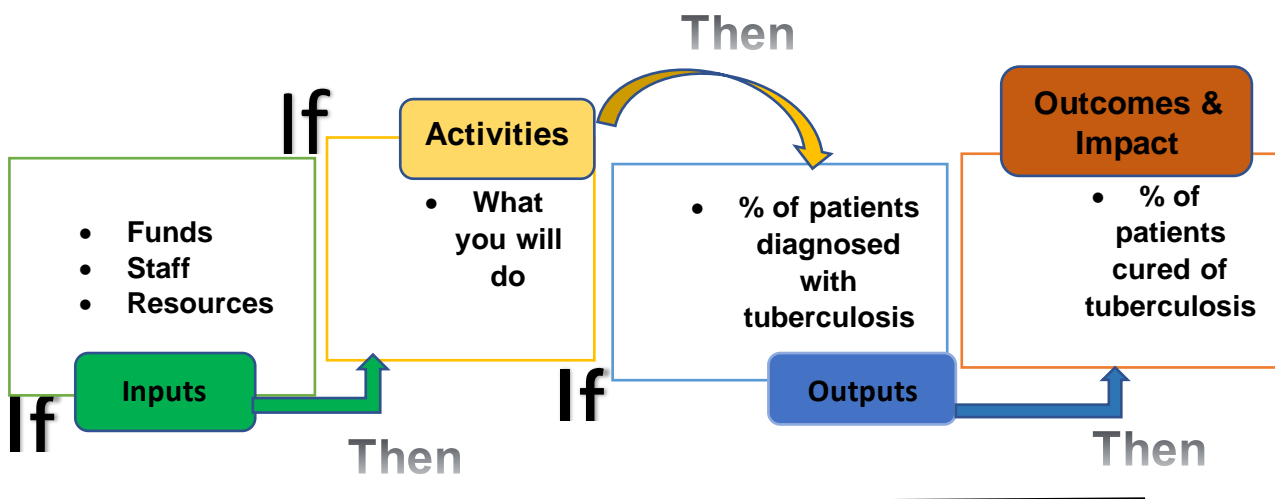 If
• Funds
• Staff
• Resources
Inputs
Then
If
Activities
• What
you will
do
Then
If
• % of patients
diagnosed
with
tuberculosis
Outputs
Then
Outcomes &
Impact
• % of
patients
cured of
tuberculosis